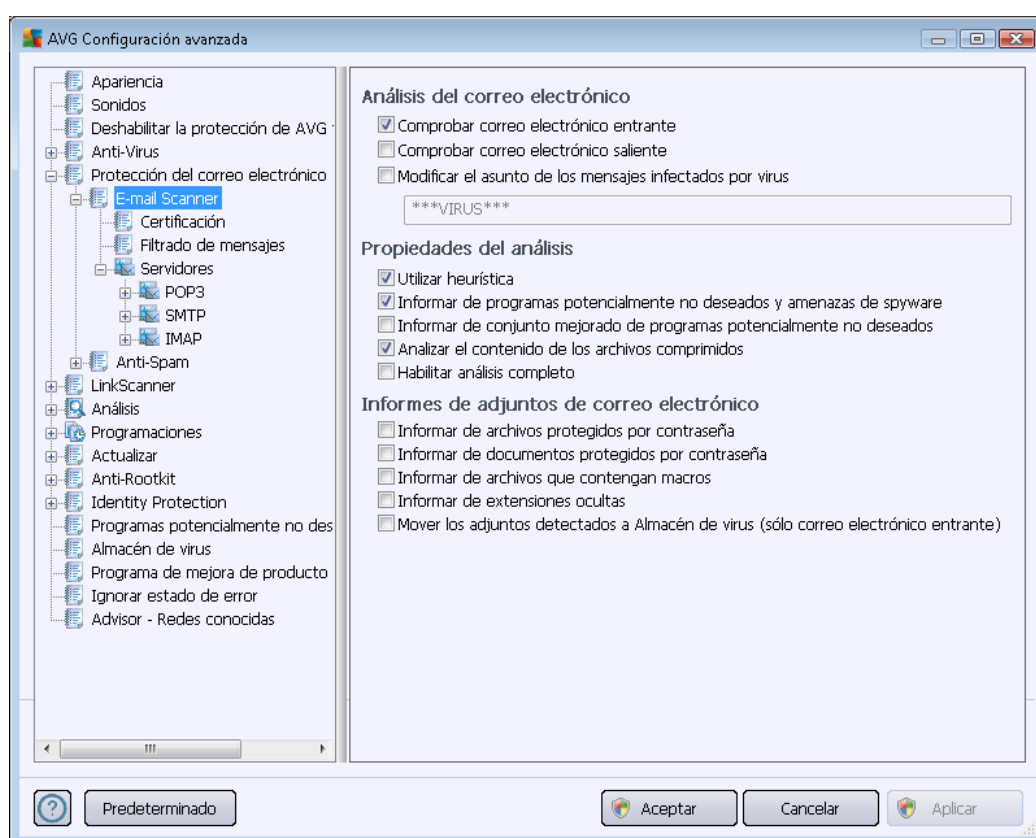 AVG Configuración avanzada
Apariencia
Sonidos
Deshabilitar la protección de AVG
Anti-Virus
Protección del correo electrónico
E-mail Scanner
Certificación
Filtrado de mensajes
Servidores
POP3
SMTP
IMAP
Anti-Spam
LinkScanner
Análisis
Programaciones
Actualizar
Anti-Rootkit
Identity Protection
Programas potencialmente no des
Almacén de virus
Programa de mejora de producto
Ignorar estado de error
Advisor - Redes conocidas
Análisis del correo electrónico
Comprobar correo electrónico entrante
Comprobar correo electrónico saliente
Modificar el asunto de los mensajes infectados por virus
***VIRUS***
Propiedades del análisis
Utilizar heurística
Informar de programas potencialmente no deseados y amenazas de spyware
Informar de conjunto mejorado de programas potencialmente no deseados
Analizar el contenido de los archivos comprimidos
Habilitar análisis completo
Informes de adjuntos de correo electrónico
Informar de archivos protegidos por contraseña
Informar de documentos protegidos por contraseña
Informar de archivos que contengan macros
Informar de extensiones ocultas
Mover los adjuntos detectados a Almacén de virus (sólo correo electrónico entrante)
Predeterminado
Aceptar
Cancelar
Aplicar